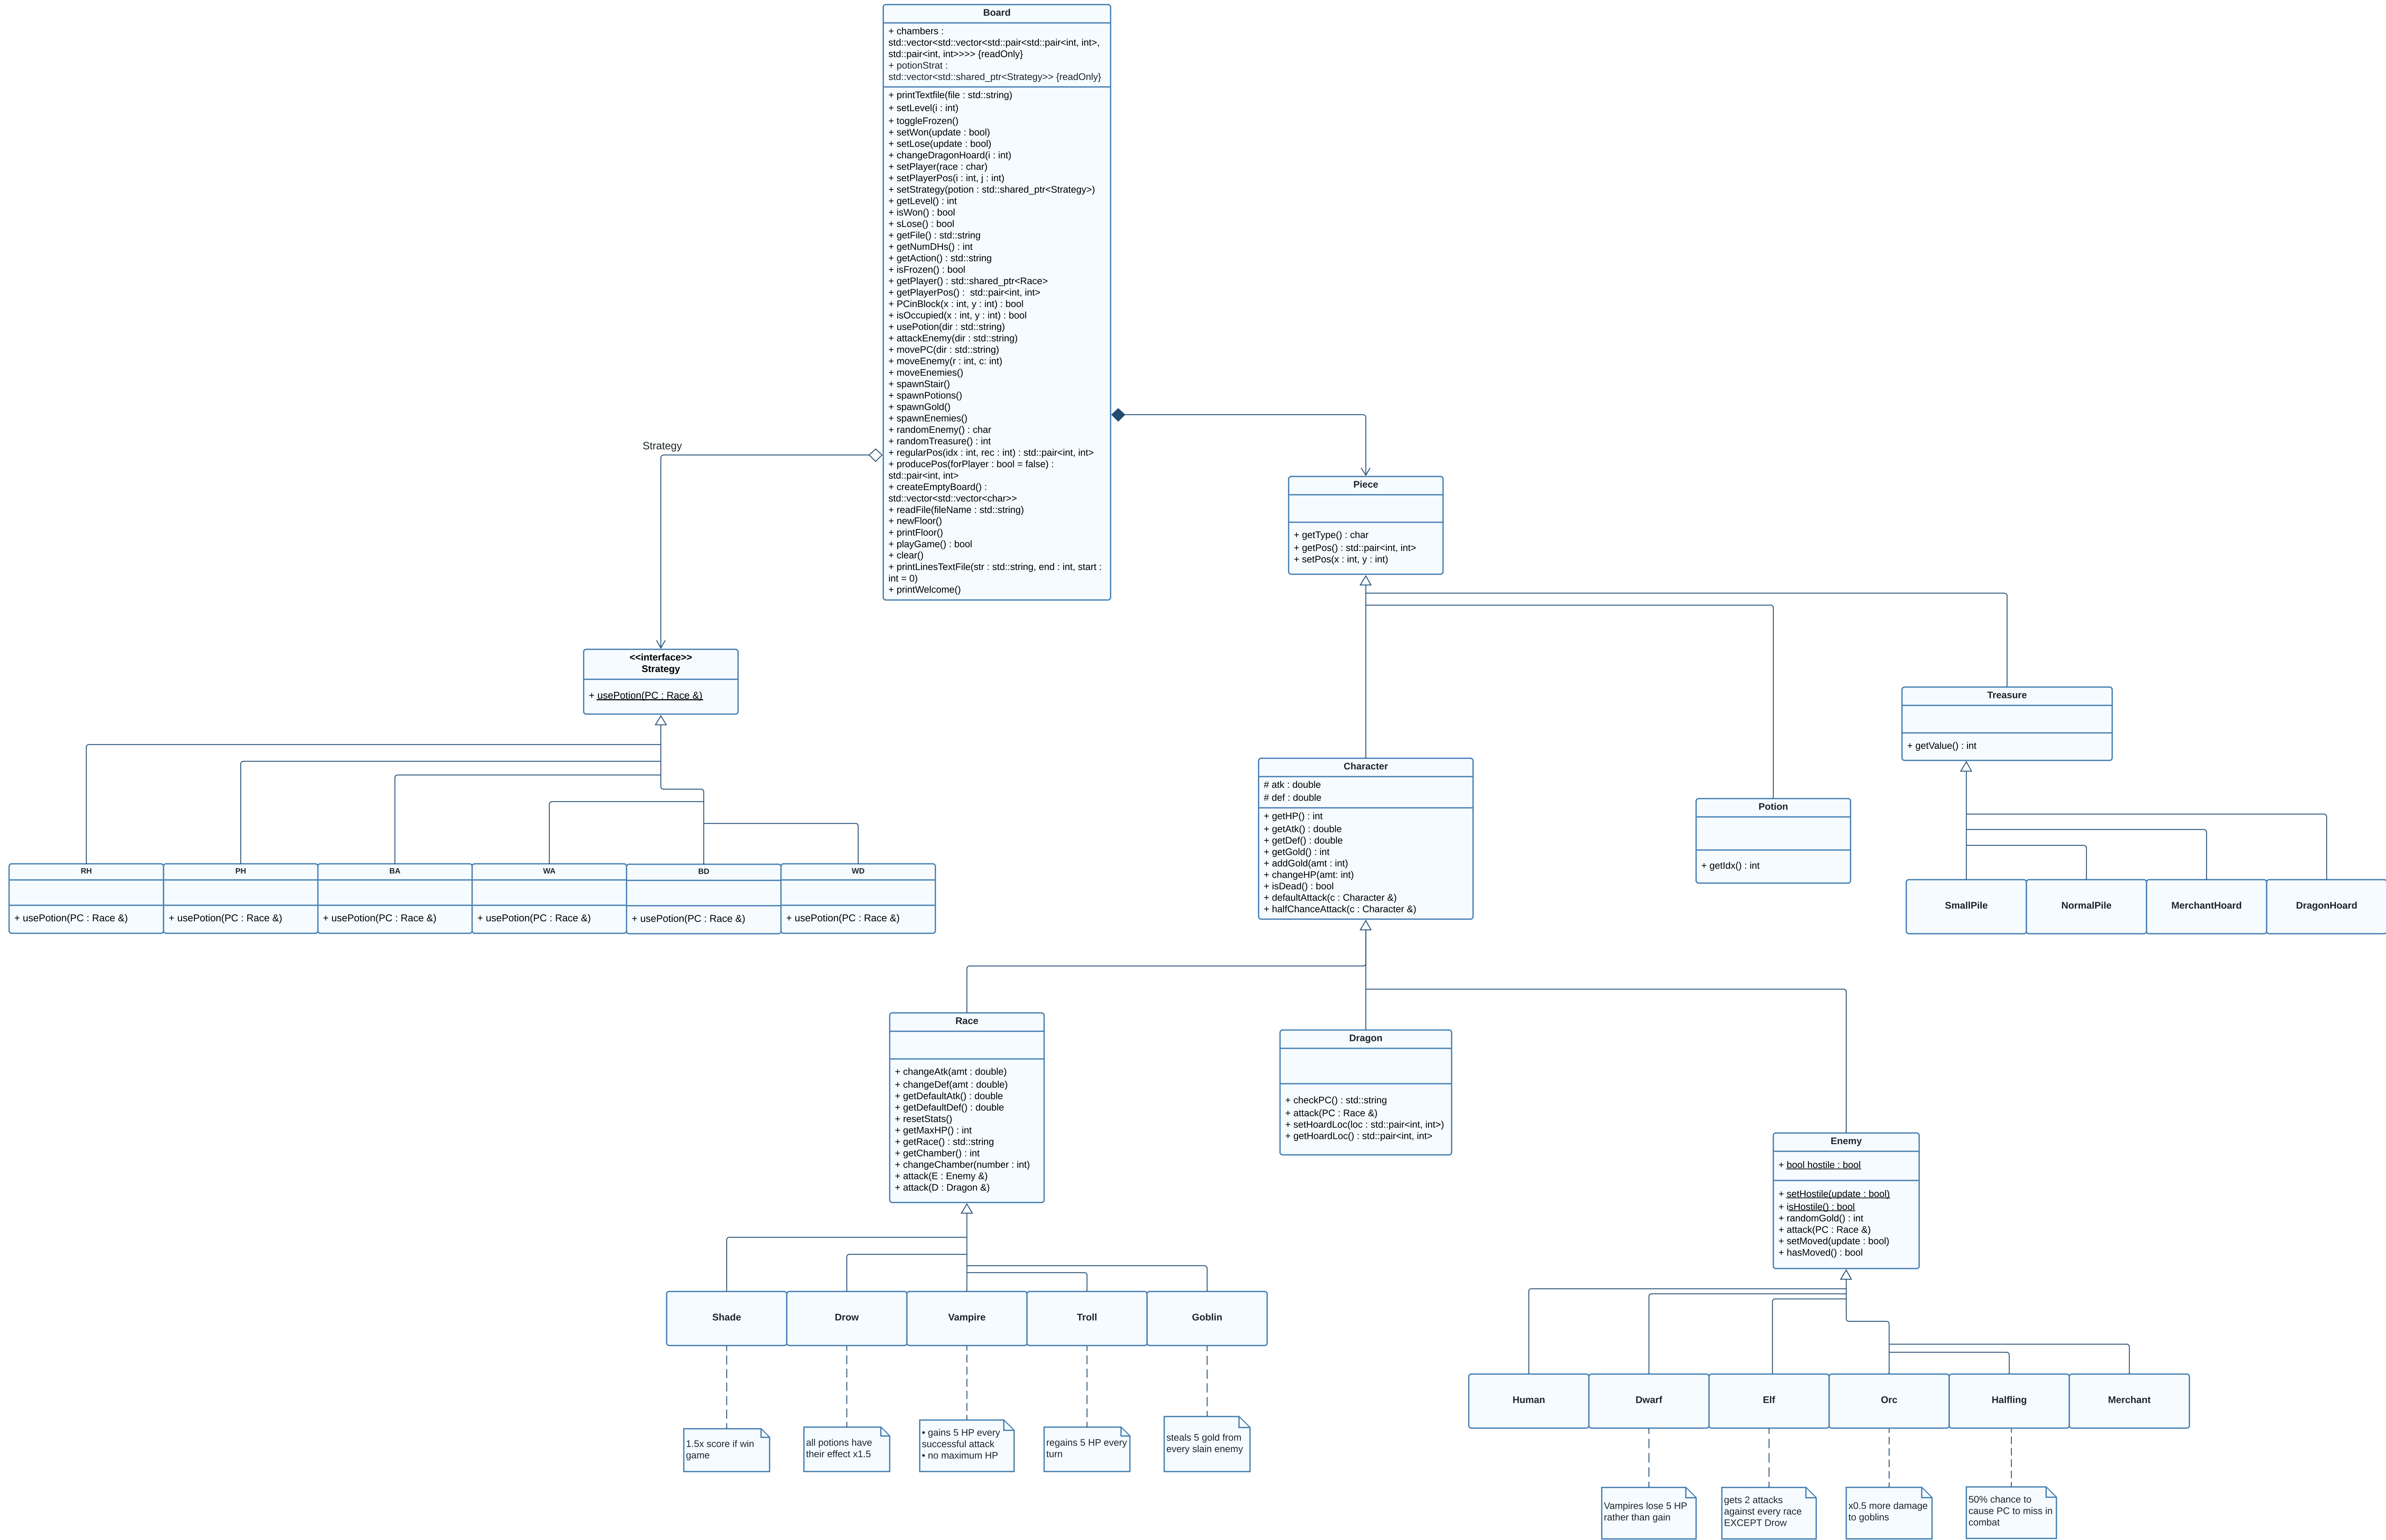 Board
+ chambers :
std::vector<std::vector<std::pair<std::pair<int, int>,
std::pair<int, int>>>> {readOnly}
+ potionStrat :
std::vector<std::shared_ptr<Strategy>> {readOnly}
+ printTextfile(file : std::string)
+ setLevel(i : int)
+ toggleFrozen()
+ setWon(update : bool)
+ setLose(update : bool)
+ changeDragonHoard(i : int)
+ setPlayer(race : char)
+ setPlayerPos(i : int, j : int)
+ setStrategy(potion : std::shared_ptr<Strategy>)
+ getLevel() : int
+ isWon() : bool
+ sLose() : bool
+ getFile() : std::string
+ getNumDHs() : int
+ getAction() : std::string
+ isFrozen() : bool
+ getPlayer() : std::shared_ptr<Race>
+ getPlayerPos() :  std::pair<int, int>
+ PCinBlock(x : int, y : int) : bool
+ isOccupied(x : int, y : int) : bool
+ usePotion(dir : std::string)
+ attackEnemy(dir : std::string)
+ movePC(dir : std::string)
+ moveEnemy(r : int, c: int)
+ moveEnemies()
+ spawnStair()
+ spawnPotions()
+ spawnGold()
+ spawnEnemies()
+ randomEnemy() : char
+ randomTreasure() : int
+ regularPos(idx : int, rec : int) : std::pair<int, int>
+ producePos(forPlayer : bool = false) :
std::pair<int, int>
+ createEmptyBoard() :
std::vector<std::vector<char>>
+ readFile(fileName : std::string)
+ newFloor()
+ printFloor()
+ playGame() : bool
+ clear()
+ printLinesTextFile(str : std::string, end : int, start :
int = 0)
+ printWelcome()
Strategy
Piece
+ getType() : char
+ getPos() : std::pair<int, int>
+ setPos(x : int, y : int)
<<interface>>
Strategy
+ usePotion(PC : Race &)
Treasure
+ getValue() : int
Character
# atk : double
# def : double
+ getHP() : int
+ getAtk() : double
+ getDef() : double
+ getGold() : int
+ addGold(amt : int)
+ changeHP(amt: int)
+ isDead() : bool
+ defaultAttack(c : Character &)
+ halfChanceAttack(c : Character &)
Potion
+ getIdx() : int
RH
+ usePotion(PC : Race &)
PH
+ usePotion(PC : Race &)
BA
+ usePotion(PC : Race &)
WA
+ usePotion(PC : Race &)
BD
+ usePotion(PC : Race &)
WD
+ usePotion(PC : Race &)
SmallPile
NormalPile
MerchantHoard
DragonHoard
Race
+ changeAtk(amt : double)
+ changeDef(amt : double)
+ getDefaultAtk() : double
+ getDefaultDef() : double
+ resetStats()
+ getMaxHP() : int
+ getRace() : std::string
+ getChamber() : int
+ changeChamber(number : int)
+ attack(E : Enemy &)
+ attack(D : Dragon &)
Dragon
+ checkPC() : std::string
+ attack(PC : Race &)
+ setHoardLoc(loc : std::pair<int, int>)
+ getHoardLoc() : std::pair<int, int>
Enemy
+ bool hostile : bool
+ setHostile(update : bool)
+ isHostile() : bool
+ randomGold() : int
+ attack(PC : Race &)
+ setMoved(update : bool)
+ hasMoved() : bool
Shade
Drow
Vampire
Troll
Goblin
1.5x score if win
game
all potions have
their effect x1.5
• gains 5 HP every
successful attack
• no maximum HP
regains 5 HP every
turn
steals 5 gold from
every slain enemy
Human
Dwarf
Elf
Orc
Halfling
Merchant
Vampires lose 5 HP
rather than gain
gets 2 attacks
against every race
EXCEPT Drow
x0.5 more damage
to goblins
50% chance to
cause PC to miss in
combat